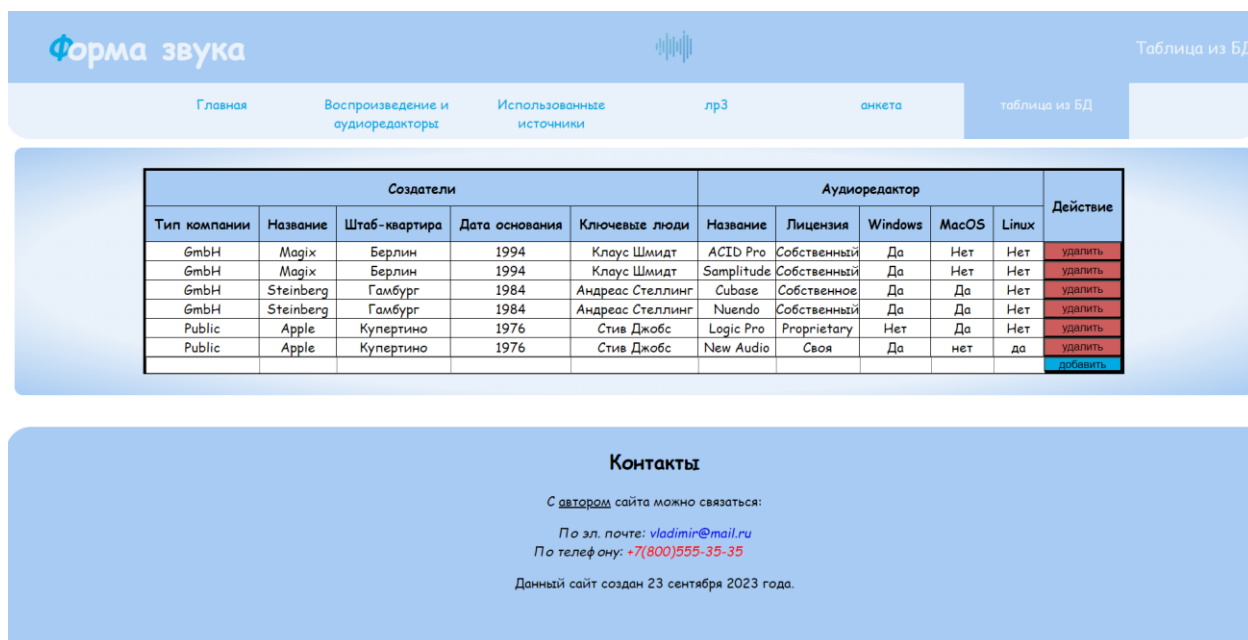 Форма звука
Таблица из БД
Главная
Воспроизведение и
аудиоредакторы
Использованные
источники
лр3
анкета
таблица из БД
Создатели Аудиоредактор Действие
Тип компании Название Штаб-квартира Дата основания Ключевые люди Название Лицензия Windows MacOS Linux
GmbH Magix Берлин 1994 Клаус Шмидт ACID Pro Собственный Да Нет Нет удалить
GmbH Magix Берлин 1994 Клаус Шмидт Samplitude Собственный Да Нет Нет удалить
GmbH Steinberg Гамбург 1984 Андреас Стеллинг Cubase Собственное Да Да Нет удалить
GmbH Steinberg Гамбург 1984 Андреас Стеллинг Nuendo Собственный Да Да Нет удалить
Public Apple Купертино 1976 Стив Джобс Logic Pro Proprietary Нет Да Нет удалить
Public Apple Купертино 1976 Стив Джобс New Audio Своя Да нет да удалить
добавить
Контакты
С автором сайта можно связаться:
По эл. почте: vladimir@mail.ru
По телефону: +7(800)555-35-35
Данный сайт создан 23 сентября 2023 года.